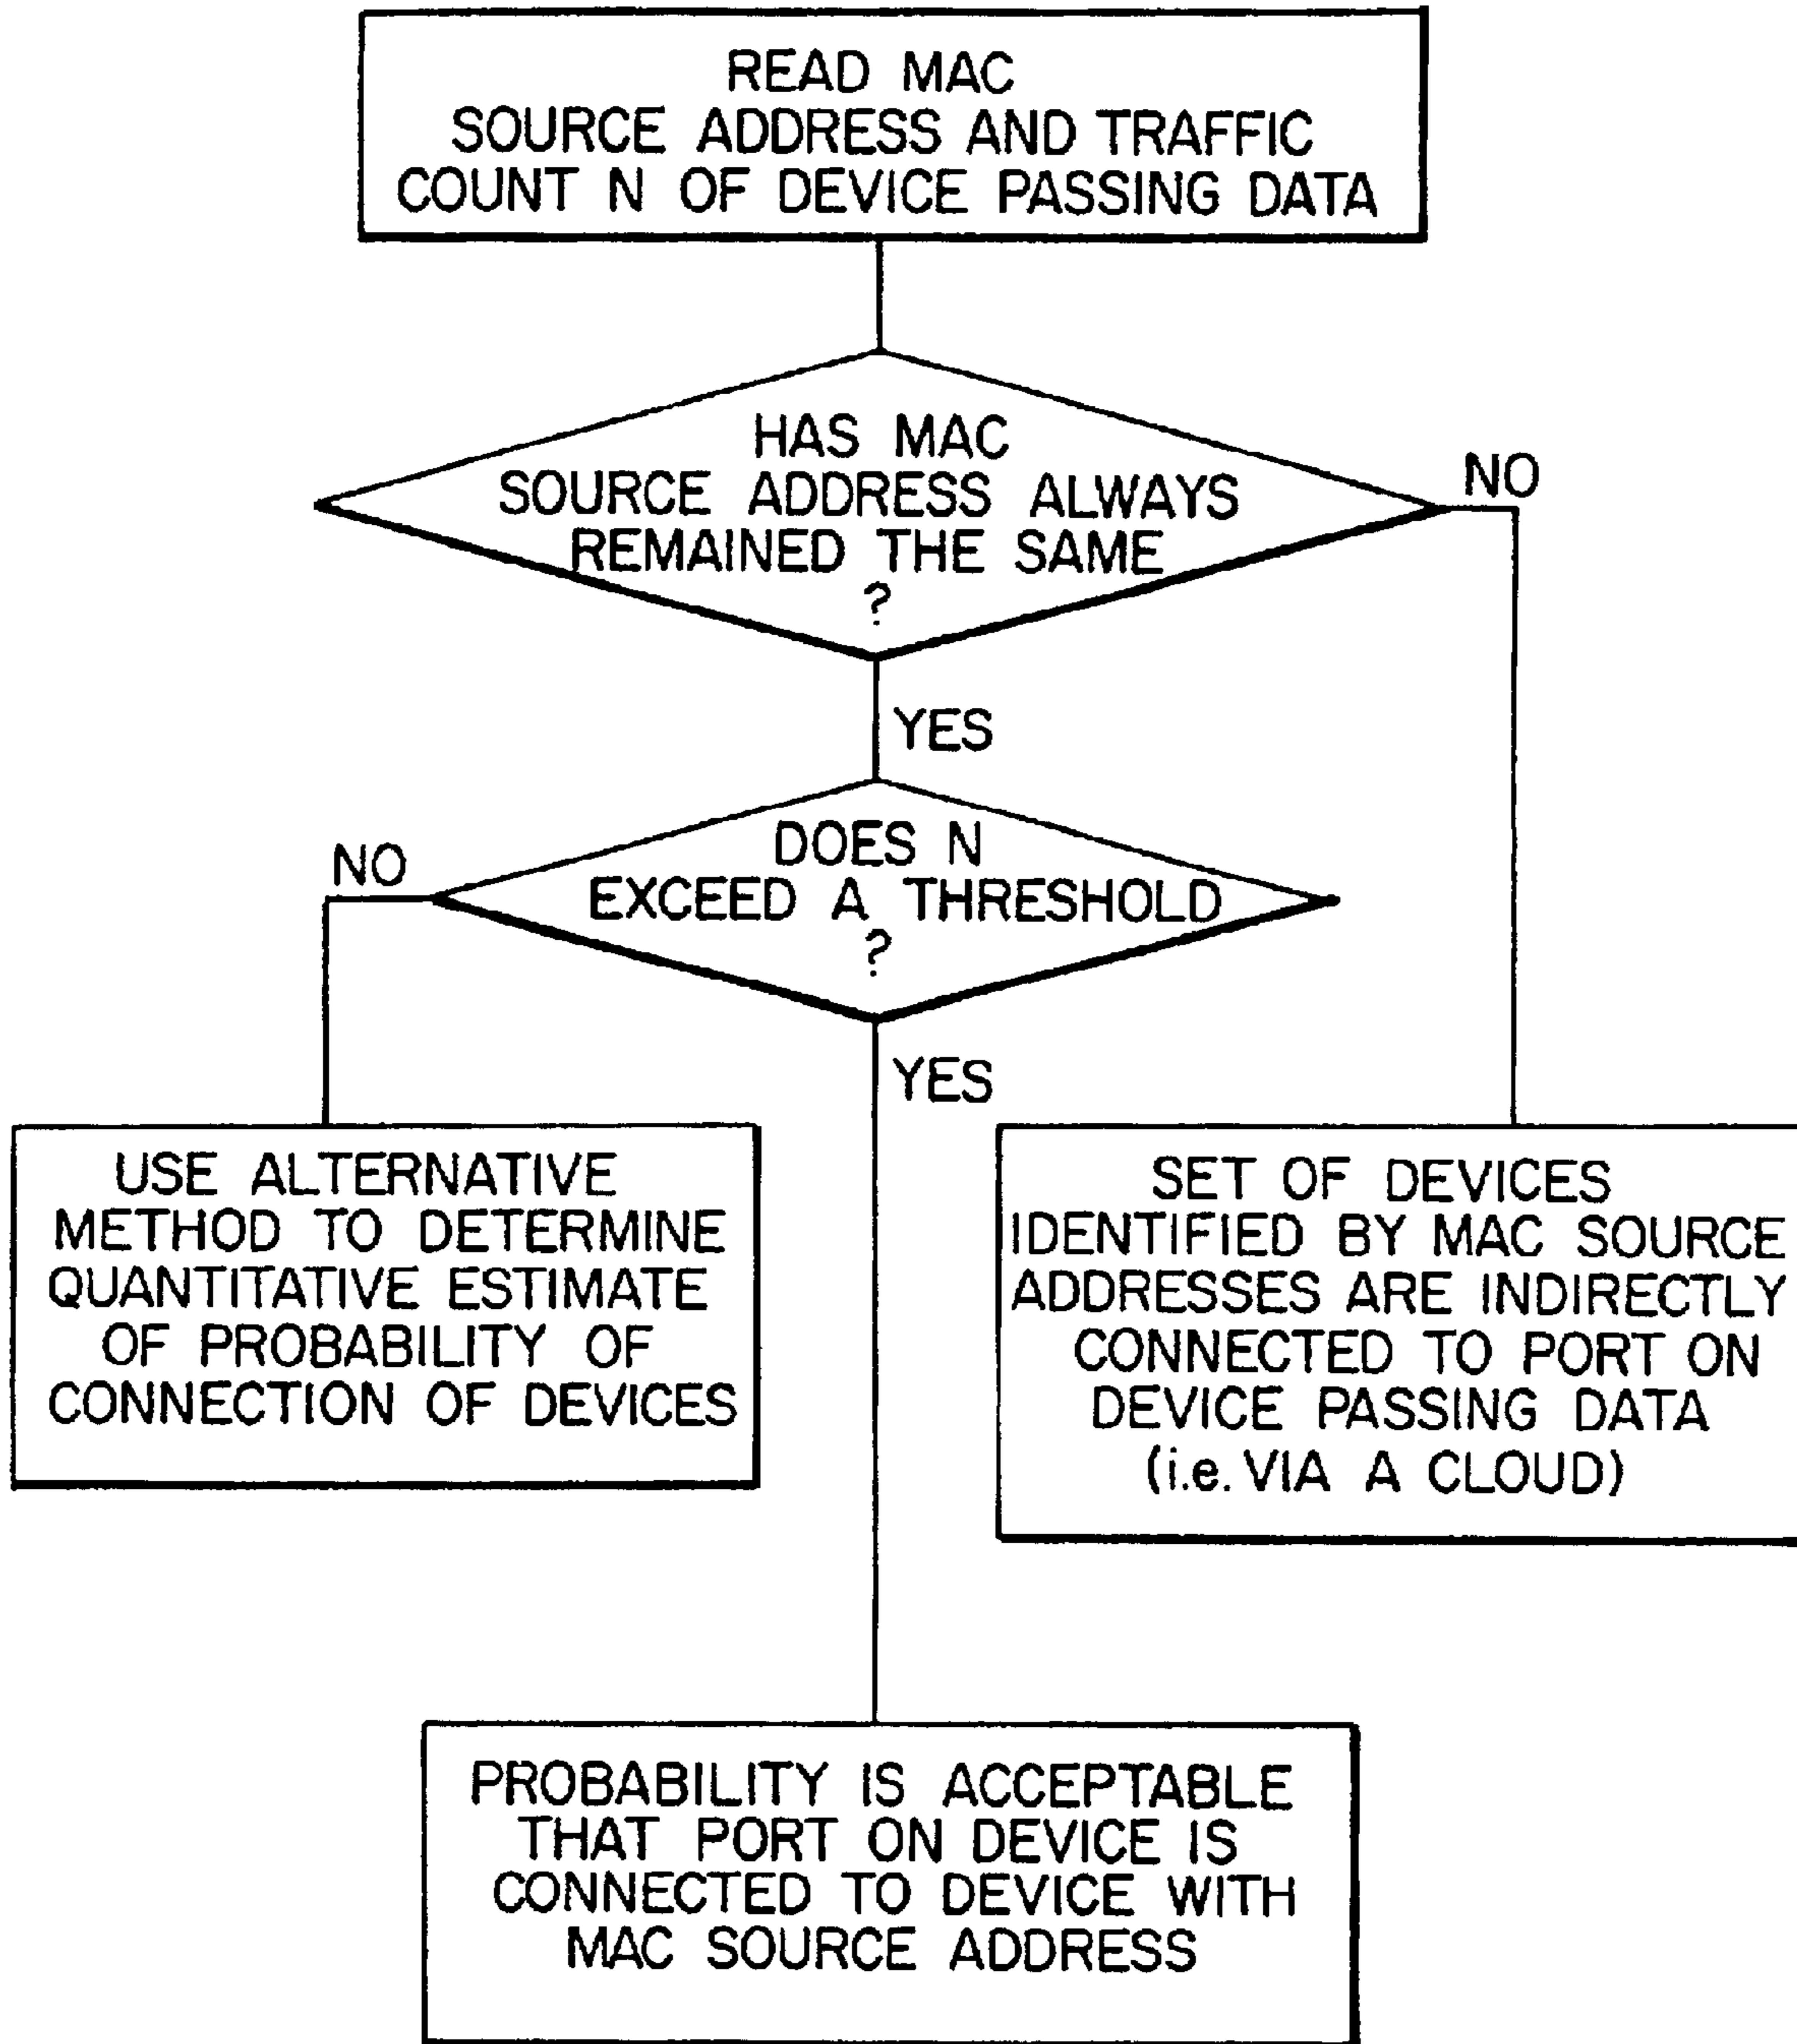 READ MAC
SOURCE ADDRESS AND TRAFFIC
COUNT N OF DEVICE PASSING DATA
HAS MAC
SOURCE ADDRESS ALWAYS
REMAINED THE SAME
?
NO
YES
DOES N
EXCEED A THRESHOLD
?
NO
YES
USE ALTERNATIVE
METHOD TO DETERMINE
QUANTITATIVE ESTIMATE
OF PROBABILITY OF
CONNECTION OF DEVICES
SET OF DEVICES
IDENTIFIED BY MAC SOURCE
ADDRESSES ARE INDIRECTLY
CONNECTED TO PORT ON
DEVICE PASSING DATA
(i.e. VIA A CLOUD)
PROBABILITY IS ACCEPTABLE
THAT PORT ON DEVICE IS
CONNECTED TO DEVICE WITH
MAC SOURCE ADDRESS